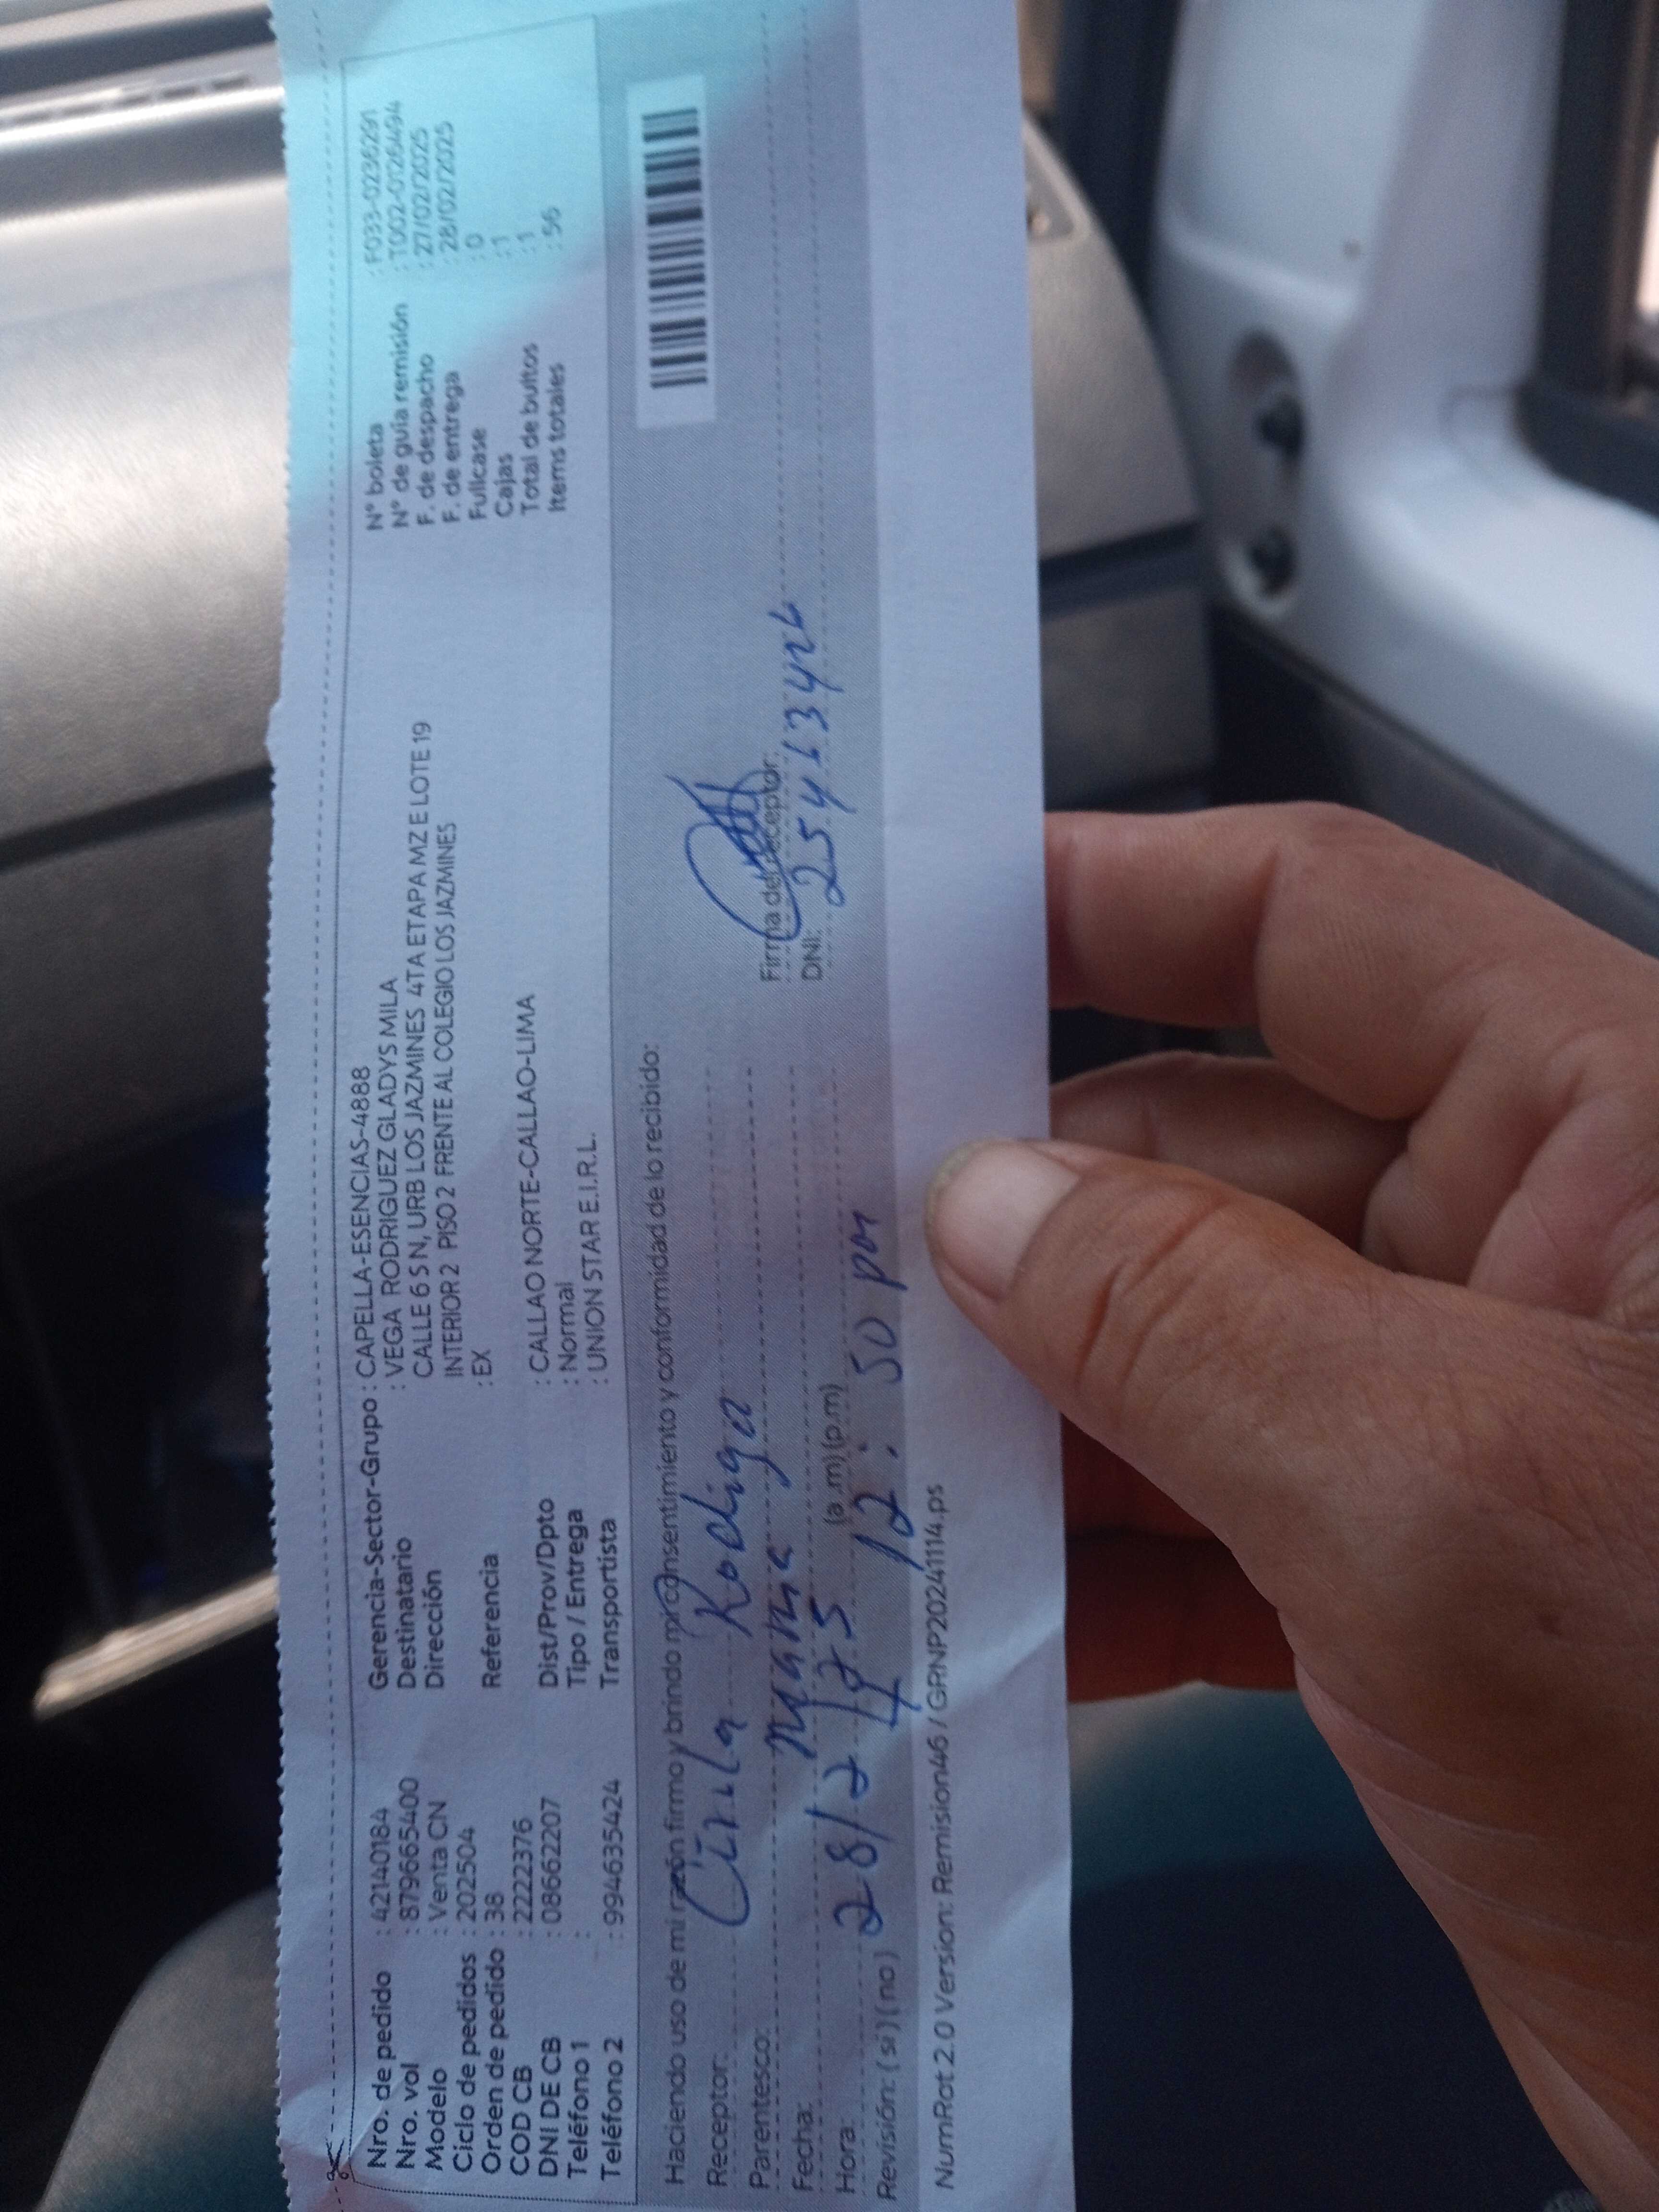 Nro. de pedido : 42140184
Nro. vol : 879665400
Modelo : Venta CN
Ciclo de pedidos : 202504
Orden de pedido : 38
COD CB : 2222376
DNI DE CB : 08662207
Teléfono 1 :
Teléfono 2 : 994635424
Gerencia-Sector-Grupo : CAPELLA-ESENCIAS-4888
Destinatario : VEGA RODRIGUEZ GLADYS MILA
Dirección CALLE 6 S N, URB LOS JAZMINES 4TA ETAPA MZ E LOTE 19
INTERIOR 2 PISO 2 FRENTE AL COLEGIO LOS JAZMINES
Referencia : EX
Dist/Prov/Dpto : CALLAO NORTE-CALLAO-LIMA
Tipo / Entrega : Normal
Transportista : UNION STAR E.I.R.L.
N° boleta : F033-0236291
N° de guía remisión : T002-01264494
F. de despacho : 27/02/2025
F. de entrega : 28/02/2025
Fullcase : 0
Cajas : 1
Total de bultos : 1
Items totales : 56
Haciendo uso de mi razón firmo y brindo mi consentimiento y conformidad de lo recibido:
Receptor: Cirila
Parentesco: Mama
Fecha: 28/2/25
Hora: (a .m)(p.m) 12:50 pm
Revisión: (si)(no)
Firma del receptor:
DNI:
NumRot.2.0 Version: Remision46 / GRNP20241114.ps